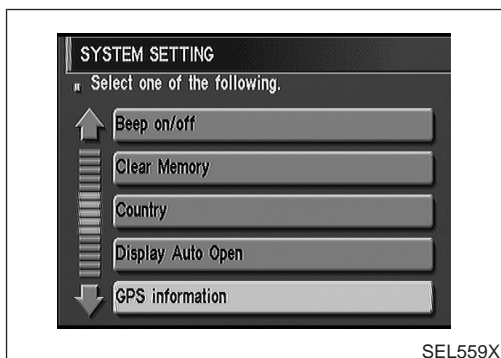 SYSTEM SETTING
Select one of the following.
Beep on/off
Clear Memory
Country
Display Auto Open
GPS information
SEL559X